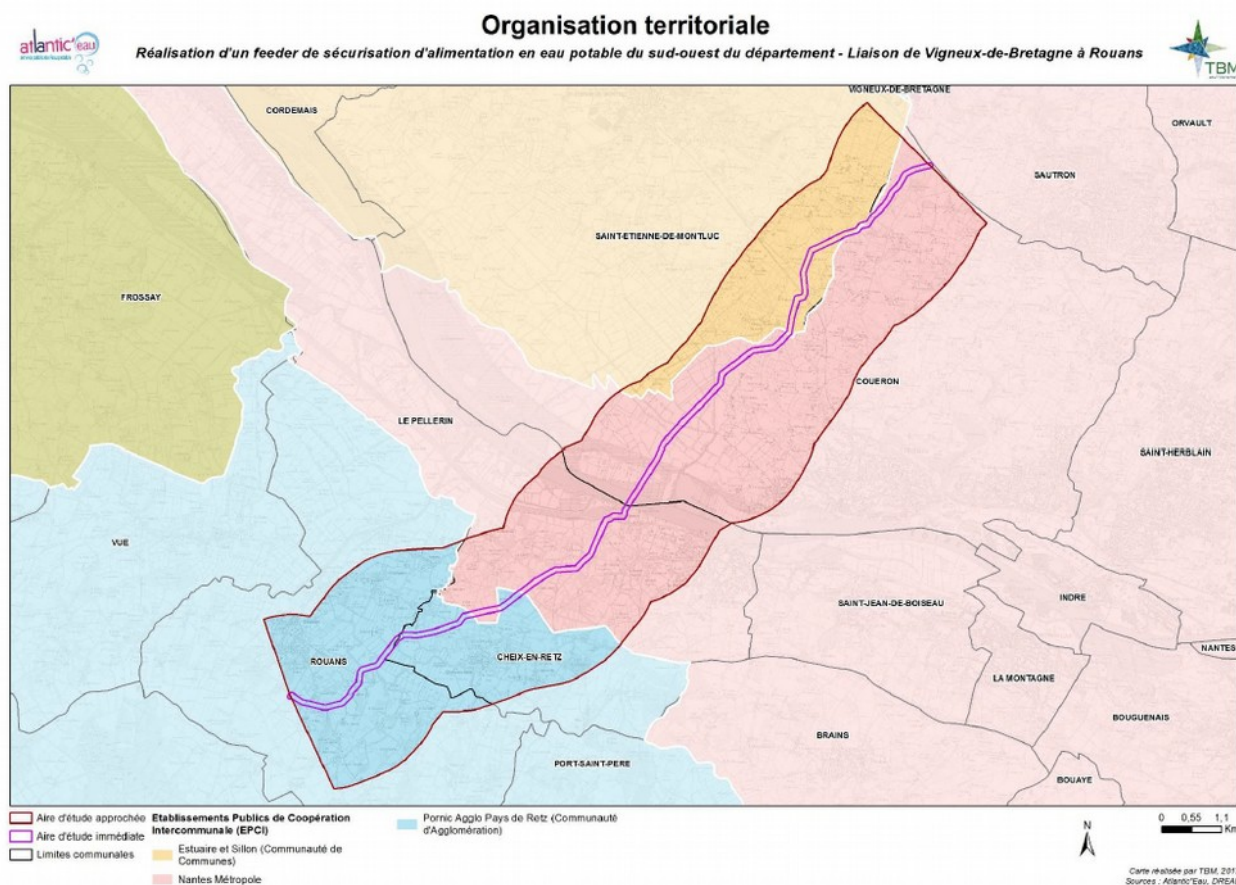 Organisation territoriale
atlantic'eau
Réalisation d'un feeder de sécurisation d'alimentation en eau potable du sud-ouest du département - Liaison de Vigneux-de-Bretagne à Rouans
TBM
VIGNEUX-DE-BRETAGNE
CORDEMAIS
ORVAULT
SAUTRON
SAINT-ETIENNE-DE-MONTLUC
FROSSAY
COUERON
LE PELLERIN
SAINT-HERBLAIN
VUE
INDRE
SAINT-JEAN-DE-BOISEAU
NANTES
ROUANS
CHEIX-EN-RETZ
LA MONTAGNE
BOUGUENAIS
BRAINS
PORT-SAINT-PERE
BOUAYE
Aire d'étude approchée
Aire d'étude immédiate
Limites communales
Etablissements Publics de Coopération
Intercommunale (EPCI)
Estuaire et Sillon (Communauté de
Communes)
Nantes Métropole
Pornic Agglo Pays de Retz (Communauté
d'Agglomération)
N
0 0,55 1,1
Km
Carte réalisée par TBM, 201
Sources : Atlantic'Eau, DREAL